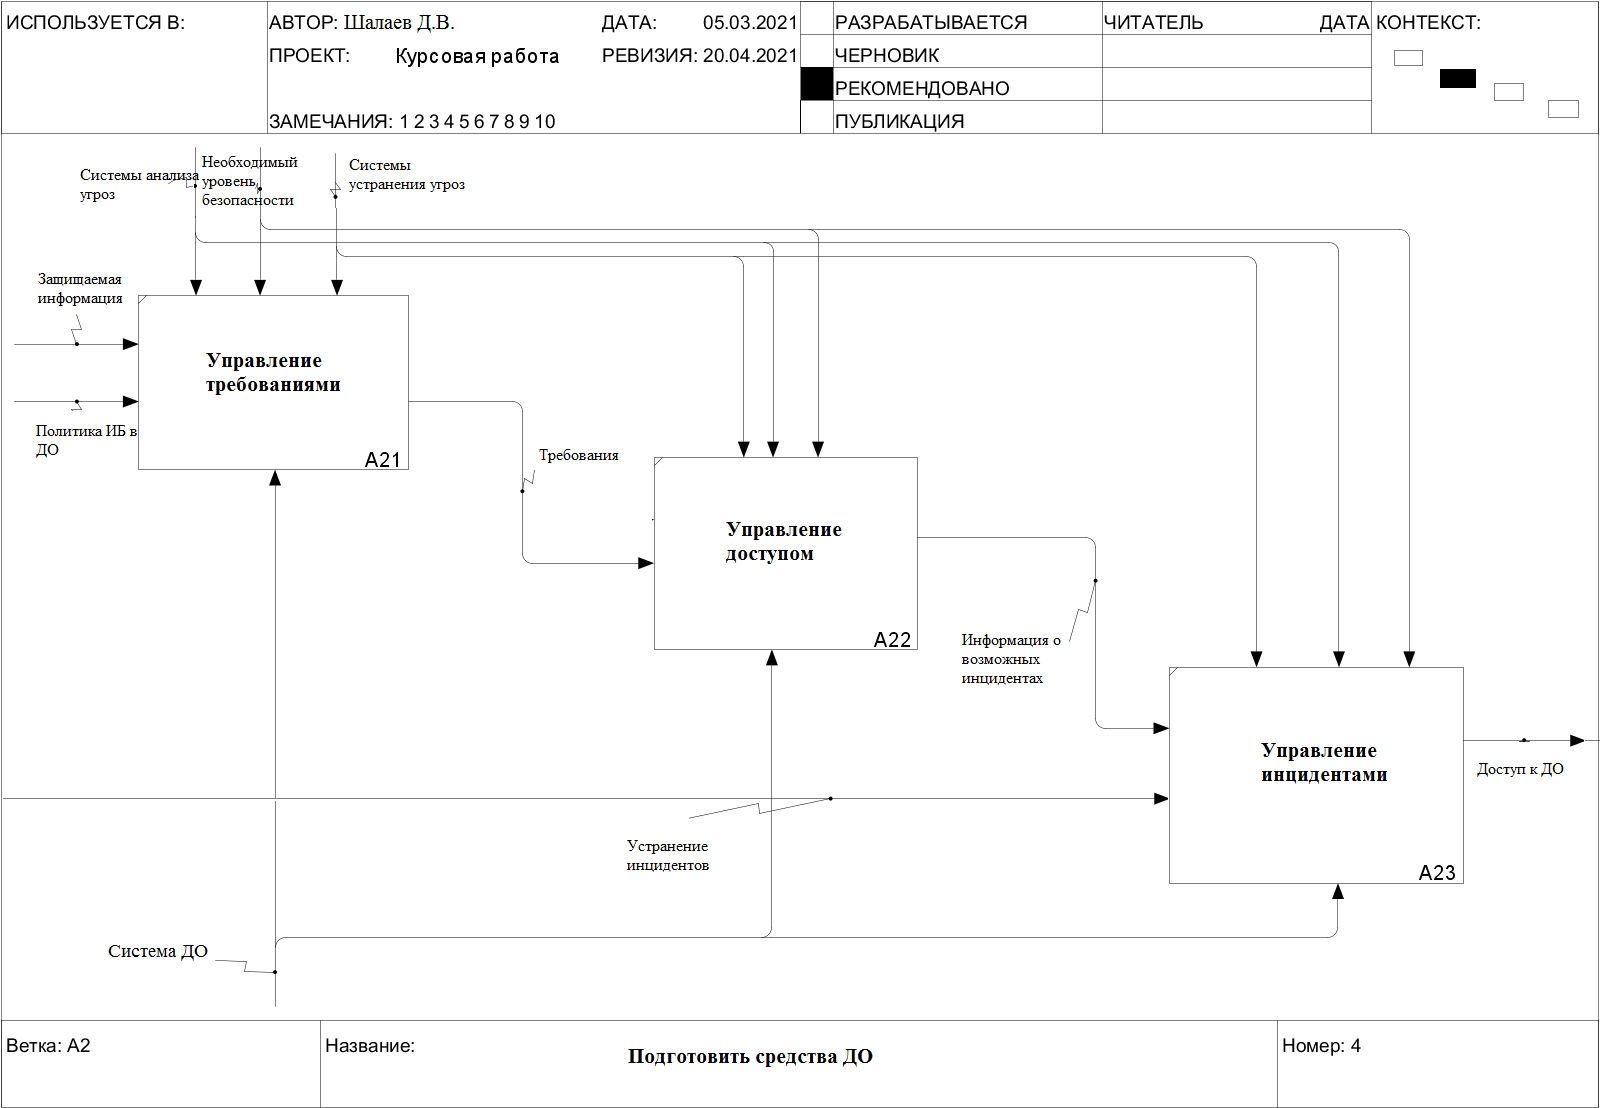 ИСПОЛЬЗУЕТСЯ В:
АВТОР: Шалаев Д.В.
ДАТА: 05.03.2021
ПРОЕКТ: Курсовая работа
РЕВИЗИЯ: 20.04.2021
ЗАМЕЧАНИЯ: 1 2 3 4 5 6 7 8 9 10
РАЗРАБАТЫВАЕТСЯ
ЧЕРНОВИК
РЕКОМЕНДОВАНО
ПУБЛИКАЦИЯ
ЧИТАТЕЛЬ
ДАТА
КОНТЕКСТ:
Системы анализа
угроз
Необходимый
уровень
безопасности
Системы
устранения угроз
Защищаемая
информация
Политика ИБ в
ДО
Управление
требованиями
A21
Требования
Управление
доступом
A22
Информация о
возможных
инцидентах
Управление
инцидентами
A23
Доступ к ДО
Устранение
инцидентов
Система ДО
Ветка: A2
Название:
Подготовить средства ДО
Номер: 4